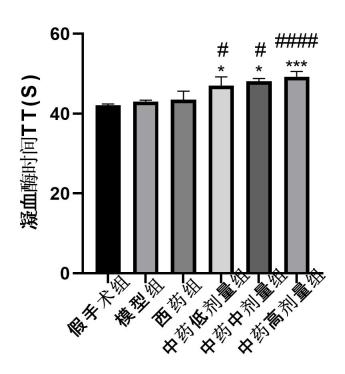 #### 
# #
* * ***
60
40
20
0
凝血酶时间TT(S)
假手术组
模型组
西药组
中药低剂量组
中药中剂量组
中药高剂量组